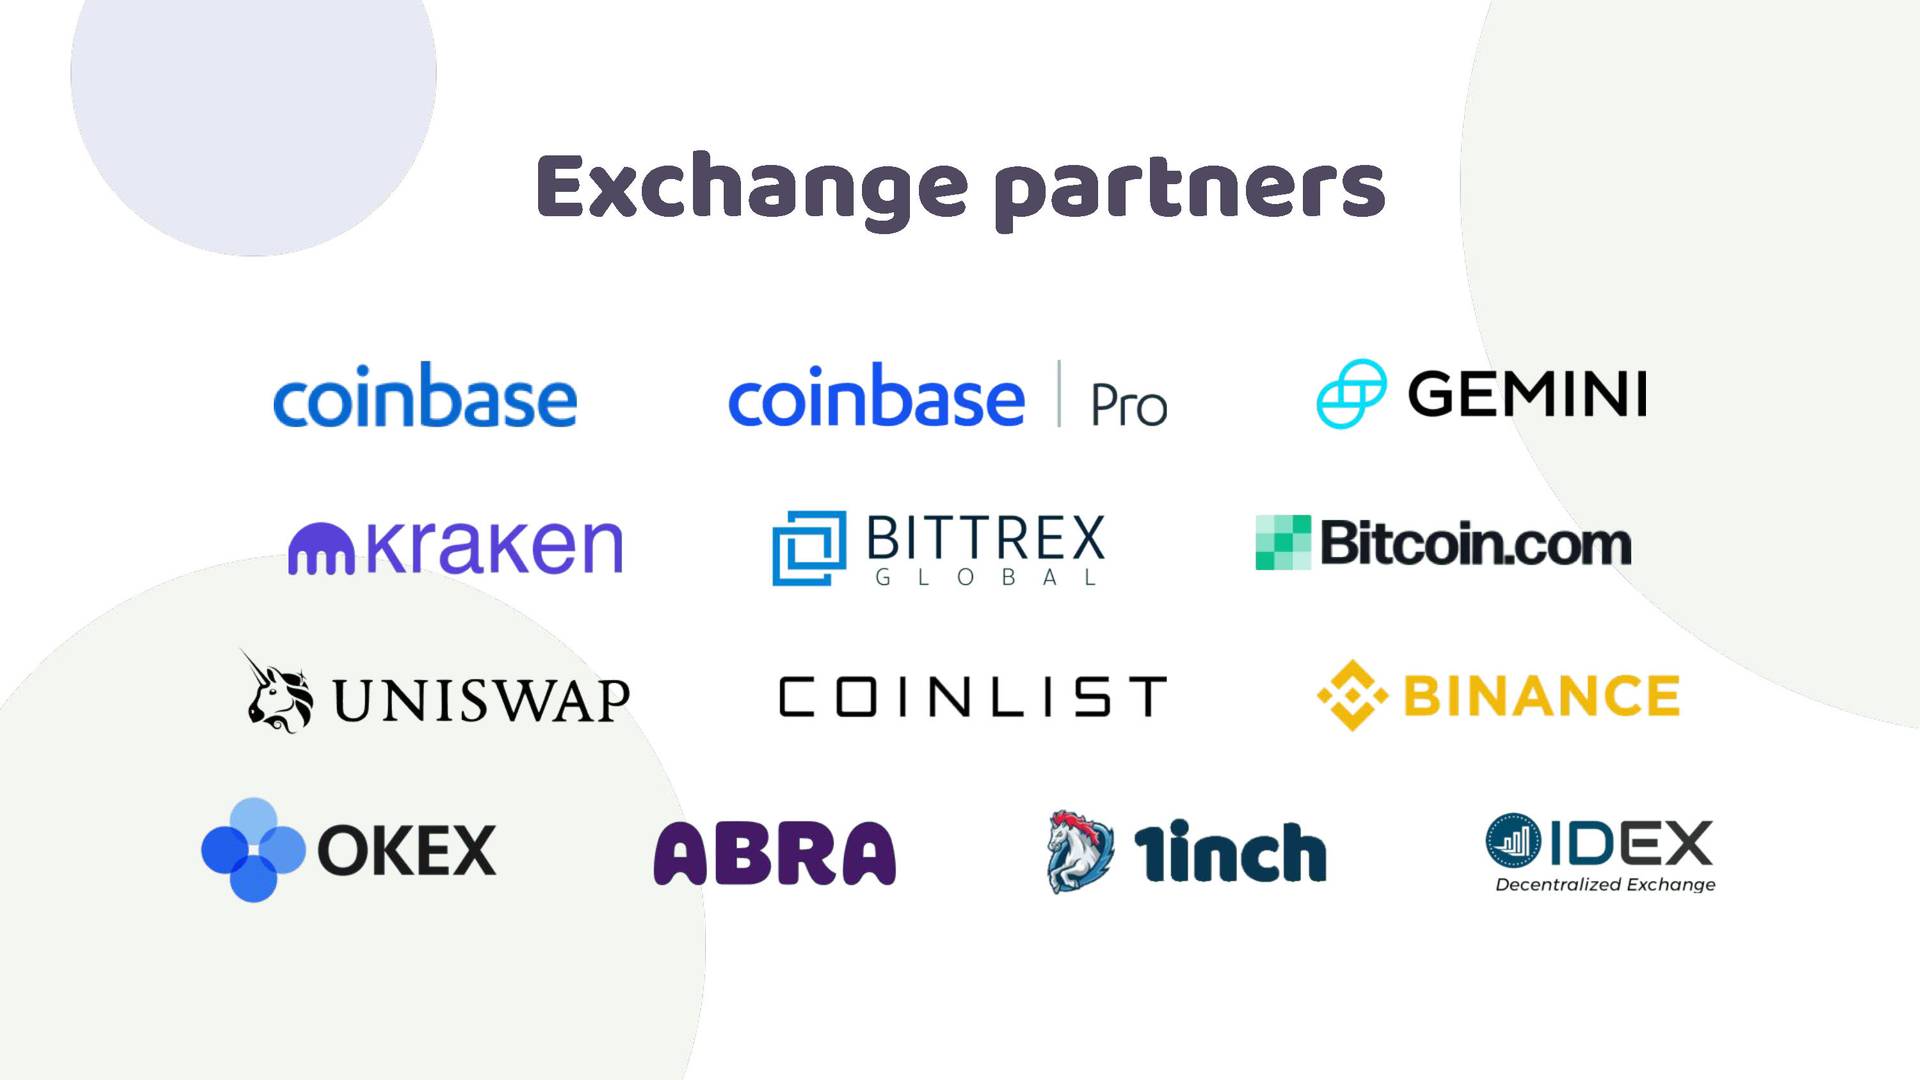 Exchange partners
coinbase
coinbase | Pro
GEMINI
kraken
BITTREX
GLOBAL
Bitcoin.com
UNISWAP
COINLIST
BINANCE
OKEX
ABRA
1inch
IDEX
Decentralized Exchange